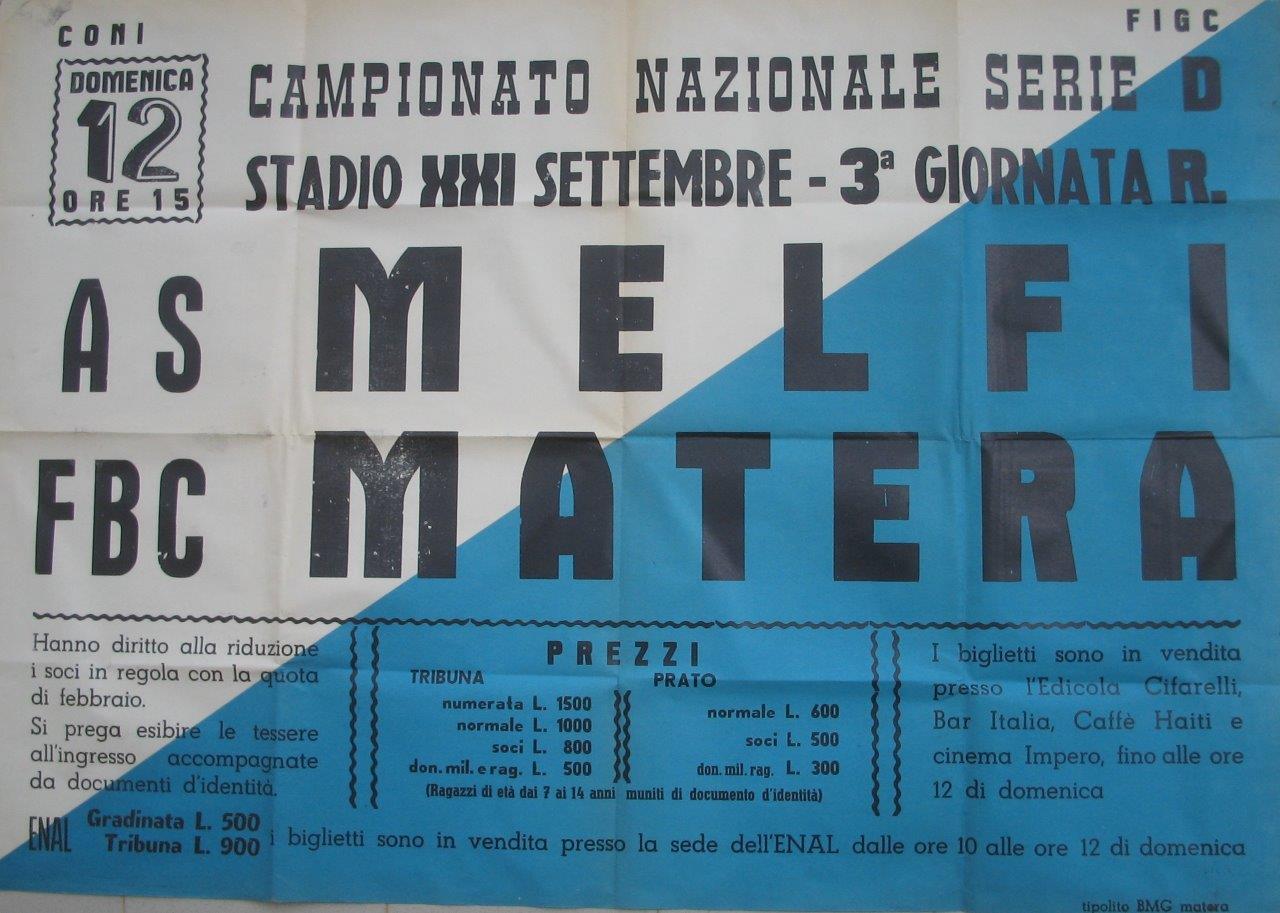 CONI
FIGC
DOMENICA
12
ORE 15
CAMPIONATO NAZIONALE SERIE D
STADIO XXI SETTEMBRE - 3ª GIORNATA R.
AS MELFI
FBC MATERA
Hanno diritto alla riduzione
i soci in regola con la quota
di febbraio.
Si prega esibire le tessere
all'ingresso accompagnate
da documenti d'identità.
PREZZI
TRIBUNA
numerata L. 1500
normale L. 1000
soci L. 800
don.mil.e rag. L. 500
PRATO
normale L. 600
soci L. 500
don.mil.rag. L. 300
(Ragazzi di età dai 7 ai 14 anni muniti di documento d'identità)
I biglietti sono in vendita
presso l'Edicola Cifarelli,
Bar Italia, Caffè Haiti e
cinema Impero, fino alle ore
12 di domenica
ENAL
Gradinata L. 500
Tribuna L. 900
i biglietti sono in vendita presso la sede dell'ENAL dalle ore 10 alle ore 12 di domenica
tipolito BMG matera